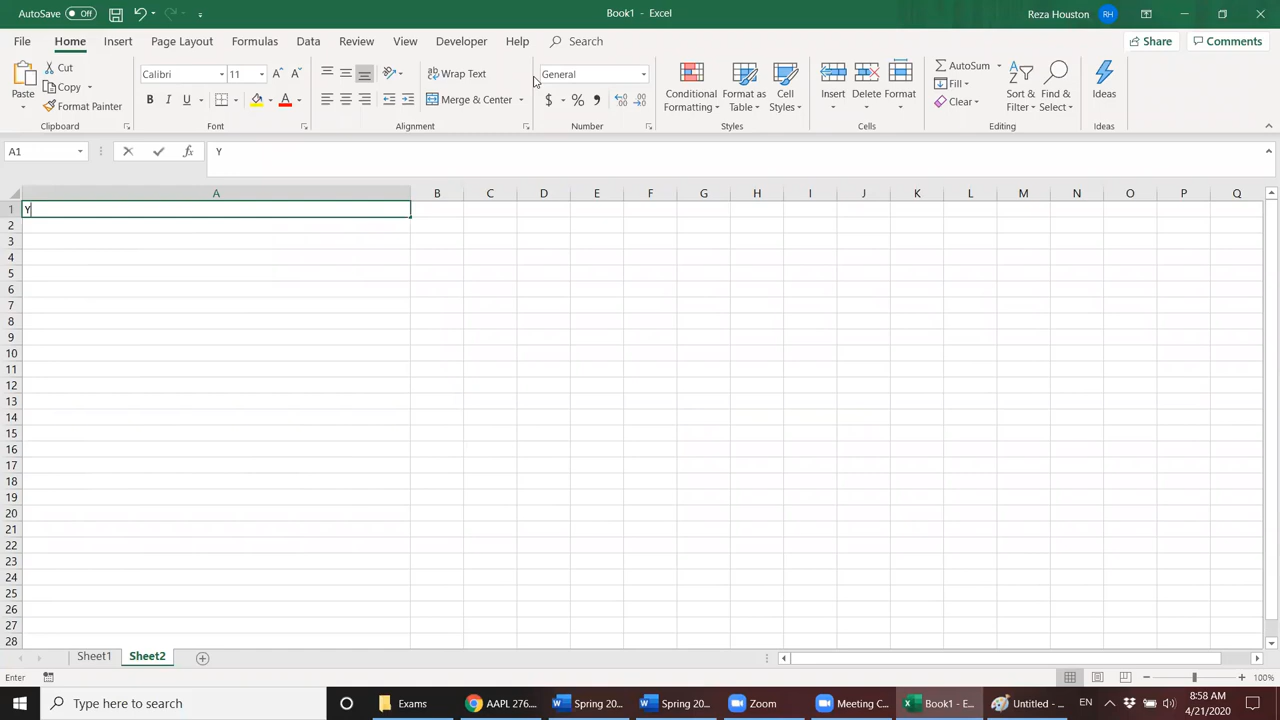 AutoSave Off
Book1 - Excel
Reza Houston RH
File Home Insert Page Layout Formulas Data Review View Developer Help Search Share Comments
Paste
Cut
Copy
Format Painter
Calibri 11
B I U
Wrap Text
Merge & Center
General
$ % ,
Conditional Formatting
Format as Table
Cell Styles
Insert
Delete
Format
AutoSum
Fill
Clear
Sort & Filter
Find & Select
Ideas
Clipboard Font Alignment Number Styles Cells Editing Ideas
A1 fx Y
A B C D E F G H I J K L M N O P Q
1 Y
2
3
4
5
6
7
8
9
10
11
12
13
14
15
16
17
18
19
20
21
22
23
24
25
26
27
28
Sheet1 Sheet2
Enter 100%
Type here to search
Exams
AAPL 276....
Spring 20...
Spring 20...
Zoom
Meeting C...
Book1 - E...
Untitled - ...
EN
8:58 AM
4/21/2020